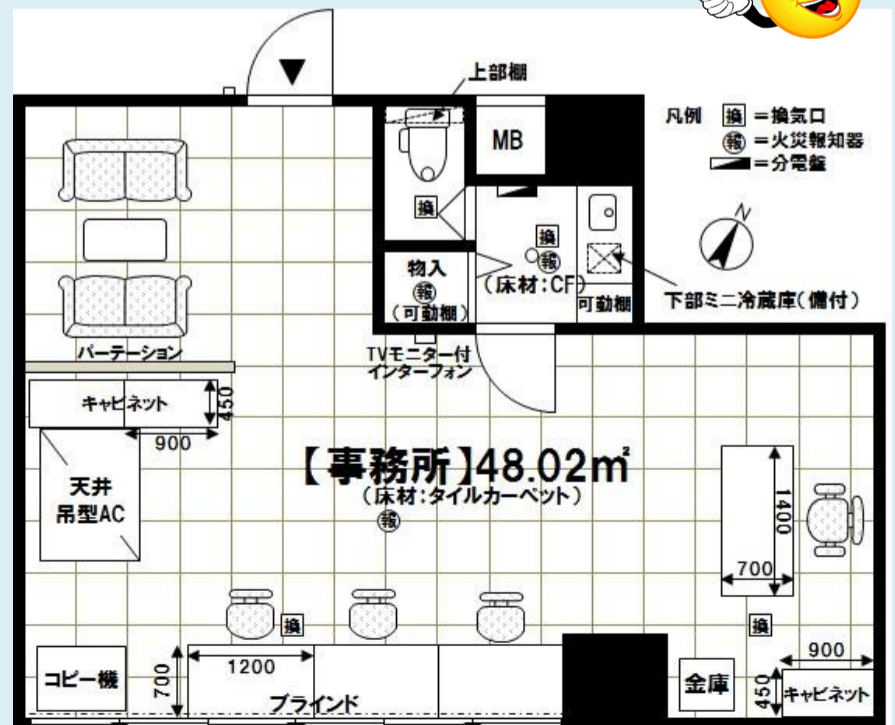 上部棚
MB
凡例 換 =換気口
報 =火災報知器
=分電盤
換
N
換
報
物入
報
(可動棚)
(床材:CF)
可動棚
下部ミニ冷蔵庫(備付)
パーテーション
TVモニター付
インターフォン
キャビネット
450
900
【事務所】48.02㎡
(床材:タイルカーペット)
報
天井
吊型AC
1400
700
換
換
コピー機
700
1200
ブラインド
金庫
900
450
キャビネット